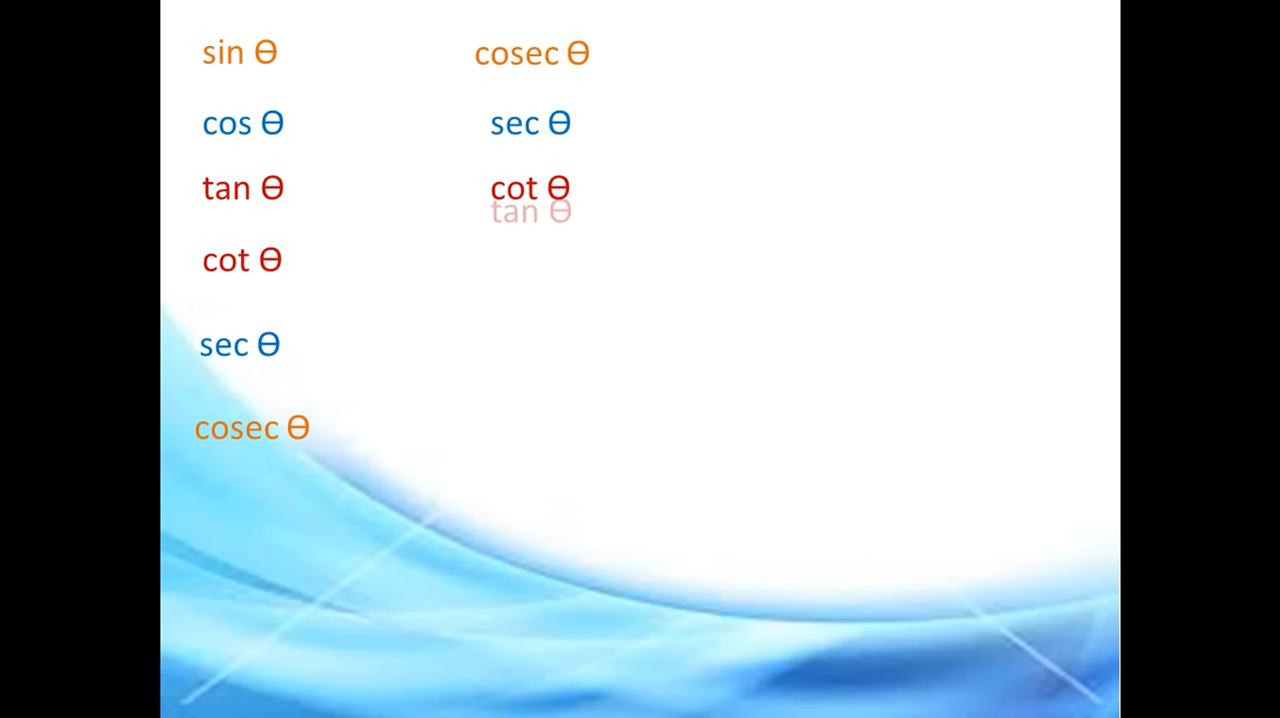 sin Ө cosec Ө
cos Ө sec Ө
tan Ө cot Ө
tan Ө
cot Ө
sec Ө
cosec Ө